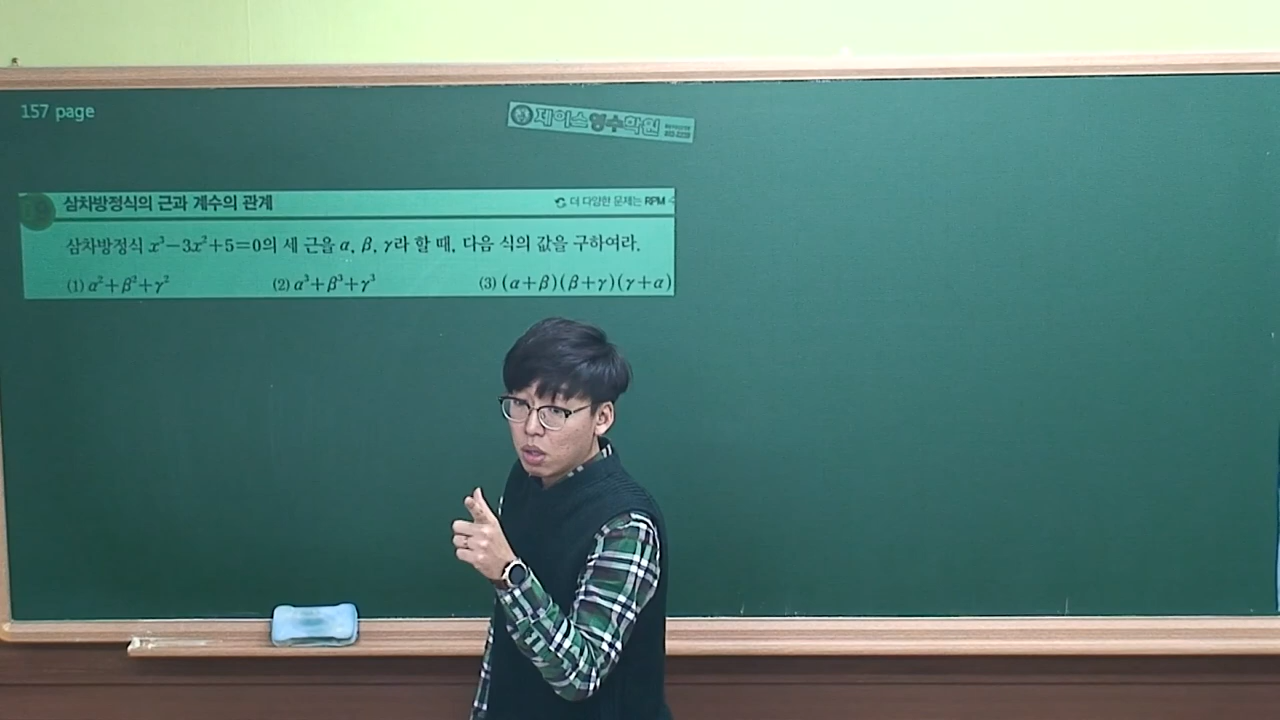 157 page
제이스영수학원
삼차방정식의 근과 계수의 관계
더 다양한 문제는 RPM
삼차방정식 x³−3x²+5=0의 세 근을 α, β, γ라 할 때, 다음 식의 값을 구하여라.
(1) α²+β²+γ² (2) α³+β³+γ³ (3) (α+β)(β+γ)(γ+α)